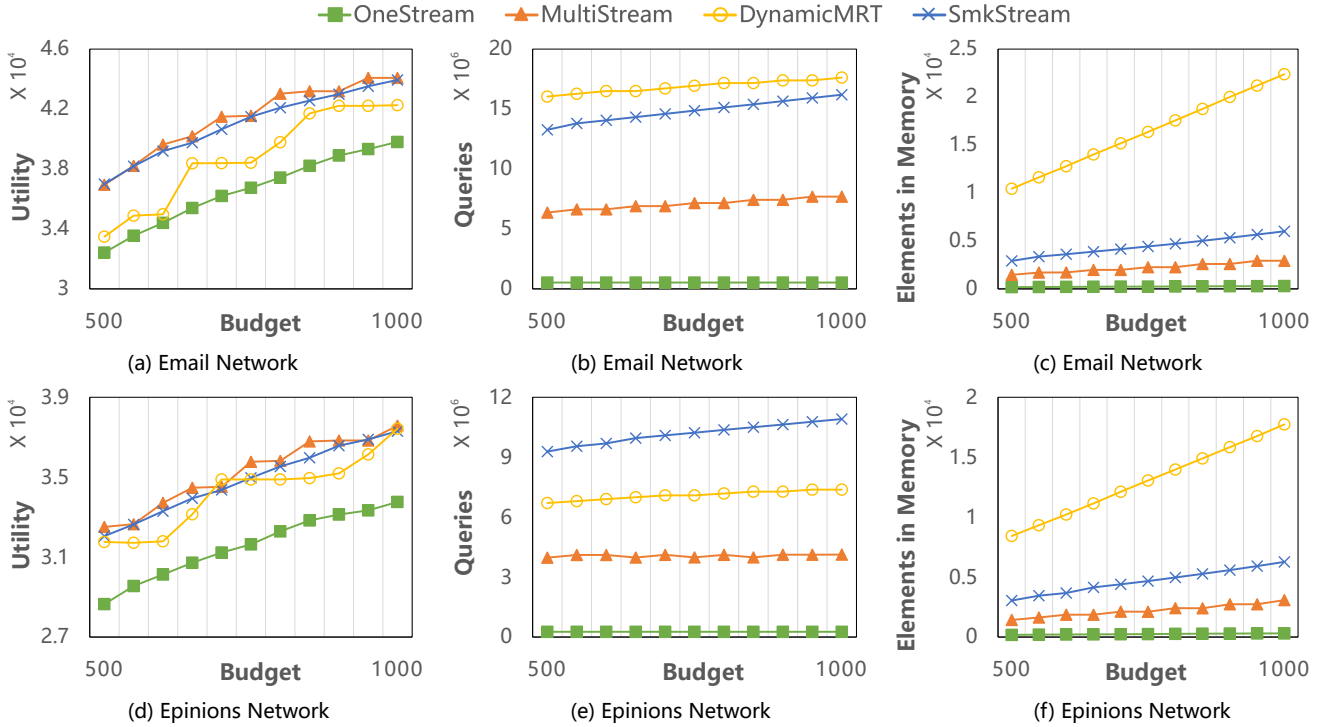 OneStream MultiStream DynamicMRT SmkStream
Utility
X 10⁴
4.6
4.2
3.8
3.4
3
500 Budget 1000
(a) Email Network
Queries
X 10⁶
20
15
10
5
0
500 Budget 1000
(b) Email Network
Elements in Memory
X 10⁴
2.5
2
1.5
1
0.5
0
500 Budget 1000
(c) Email Network
Utility
X 10⁴
3.9
3.5
3.1
2.7
500 Budget 1000
(d) Epinions Network
Queries
X 10⁶
12
9
6
3
0
500 Budget 1000
(e) Epinions Network
Elements in Memory
X 10⁴
2
1.5
1
0.5
0
500 Budget 1000
(f) Epinions Network